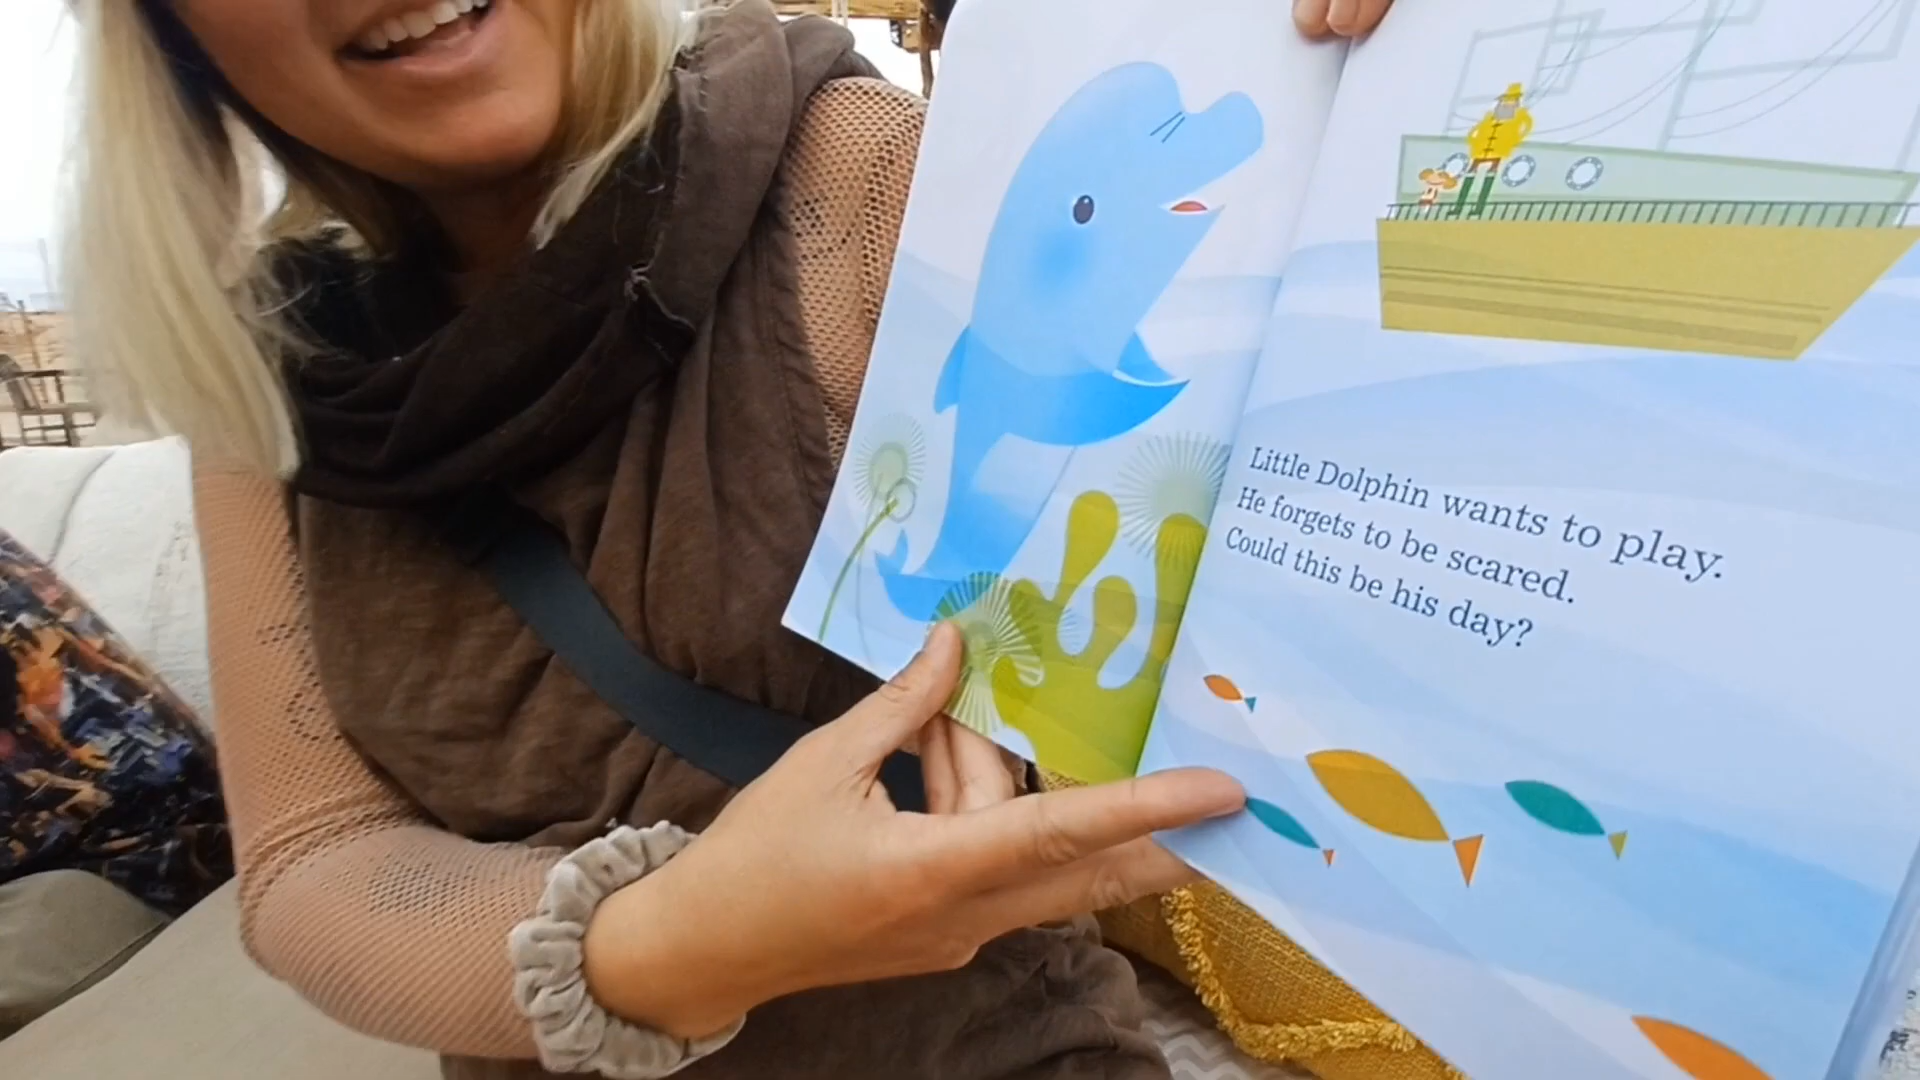 Little Dolphin wants to play.
He forgets to be scared.
Could this be his day?